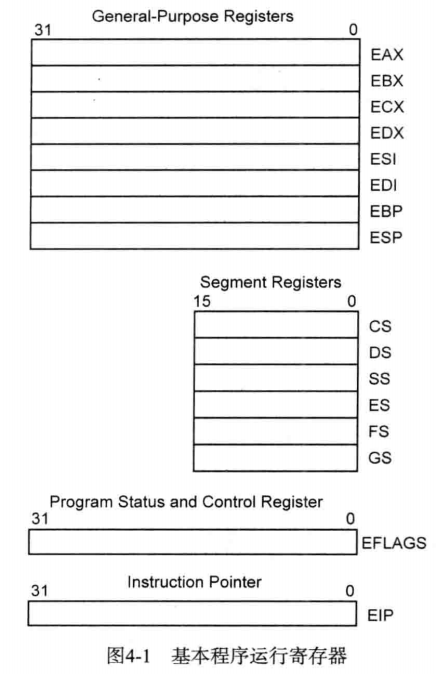 General-Purpose Registers
31 0
EAX
EBX
ECX
EDX
ESI
EDI
EBP
ESP
Segment Registers
15 0
CS
DS
SS
ES
FS
GS
Program Status and Control Register
31 0
EFLAGS
Instruction Pointer
31 0
EIP
图4-1 基本程序运行寄存器